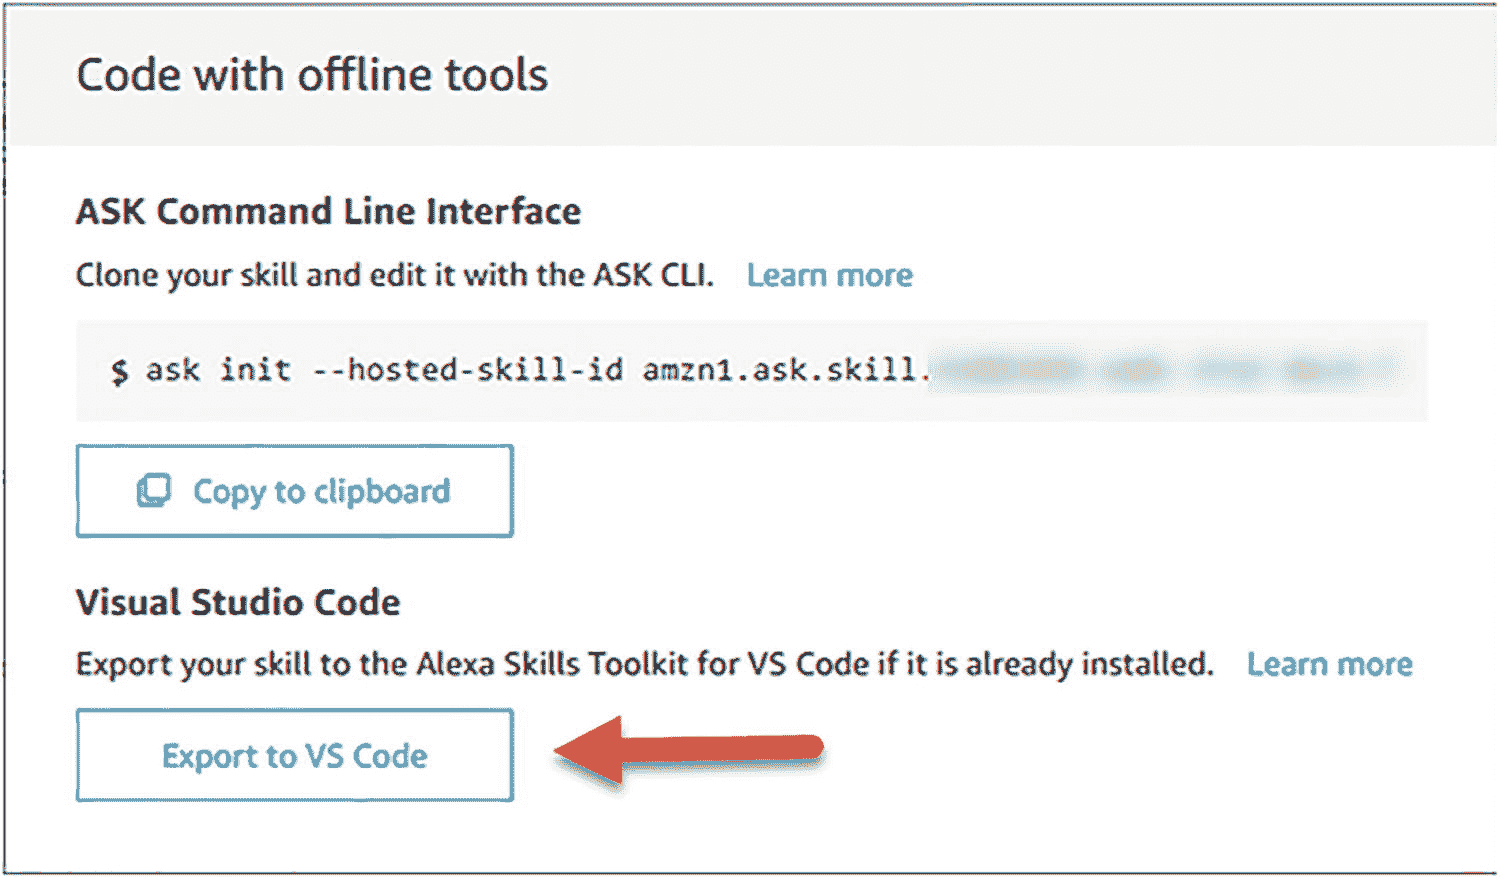 Code with offline tools
ASK Command Line Interface
Clone your skill and edit it with the ASK CLI. Learn more
$ ask init --hosted-skill-id amzn1.ask.skill.
Copy to clipboard
Visual Studio Code
Export your skill to the Alexa Skills Toolkit for VS Code if it is already installed. Learn more
Export to VS Code